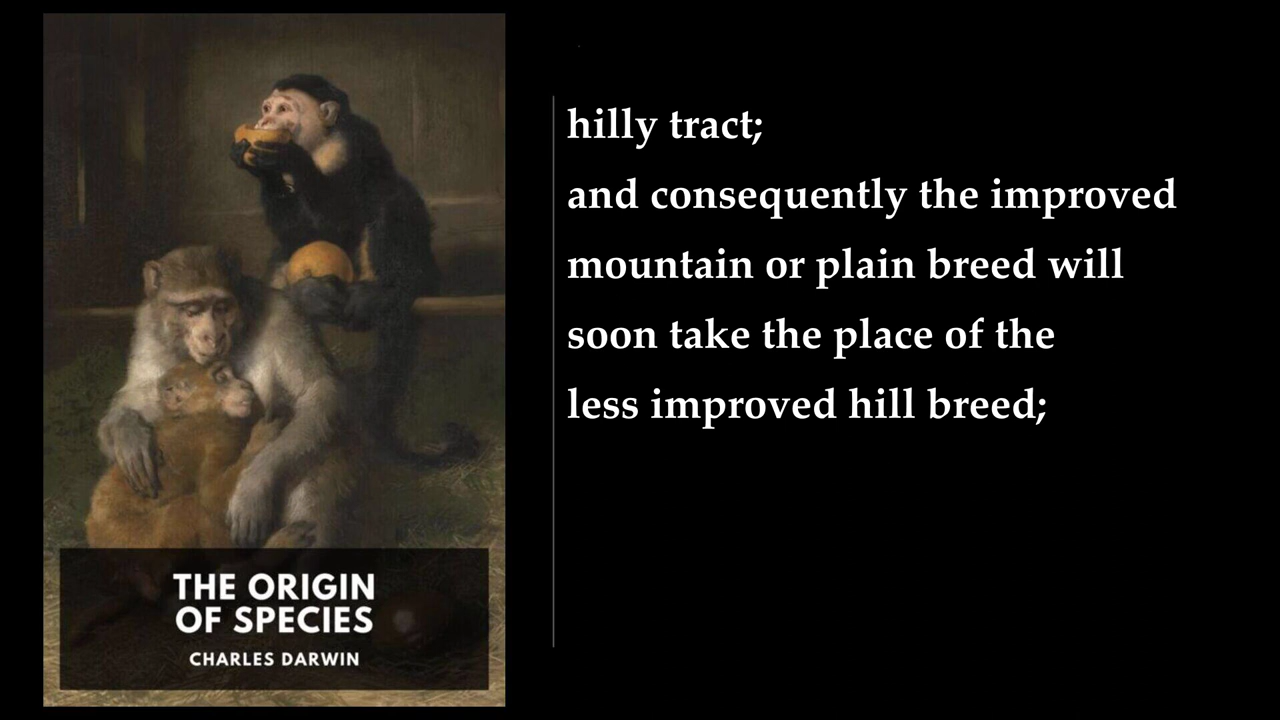 THE ORIGIN
OF SPECIES
CHARLES DARWIN
hilly tract;
and consequently the improved
mountain or plain breed will
soon take the place of the
less improved hill breed;